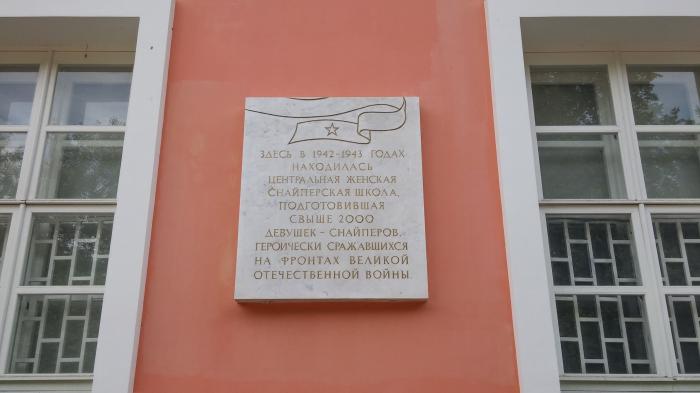 ЗДЕСЬ В 1942-1943 ГОДАХ
НАХОДИЛАСЬ
ЦЕНТРАЛЬНАЯ ЖЕНСКАЯ
СНАЙПЕРСКАЯ ШКОЛА,
ПОДГОТОВИВШАЯ
СВЫШЕ 2000
ДЕВУШЕК - СНАЙПЕРОВ,
ГЕРОИЧЕСКИ СРАЖАВШИХСЯ
НА ФРОНТАХ ВЕЛИКОЙ
ОТЕЧЕСТВЕННОЙ ВОЙНЫ